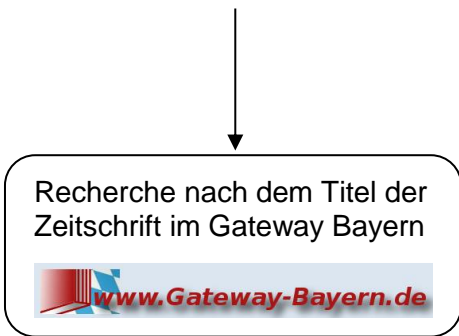 Recherche nach dem Titel der
Zeitschrift im Gateway Bayern
www.Gateway-Bayern.de